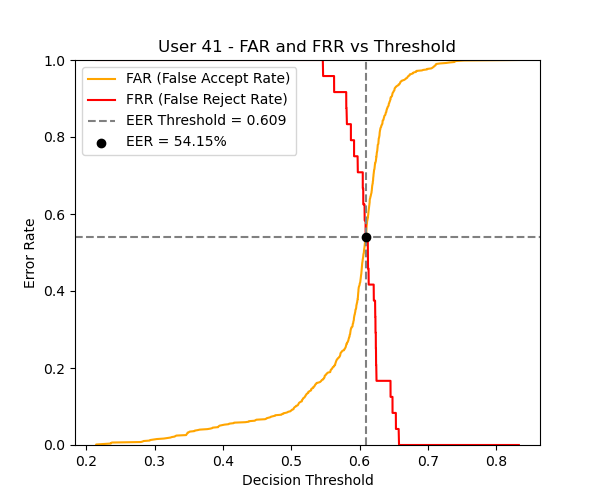 User 41 - FAR and FRR vs Threshold
1.0
0.8
0.6
0.4
0.2
0.0
Error Rate
FAR (False Accept Rate)
FRR (False Reject Rate)
EER Threshold = 0.609
EER = 54.15%
0.2 0.3 0.4 0.5 0.6 0.7 0.8
Decision Threshold